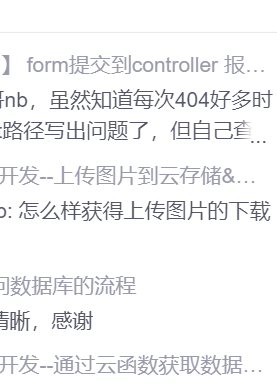 】 form提交到controller 报...
nb，虽然知道每次404好多时
路径写出问题了，但自己查...
开发--上传图片到云存储&...
o: 怎么样获得上传图片的下载
问数据库的流程
清晰，感谢
开发--通过云函数获取数据...